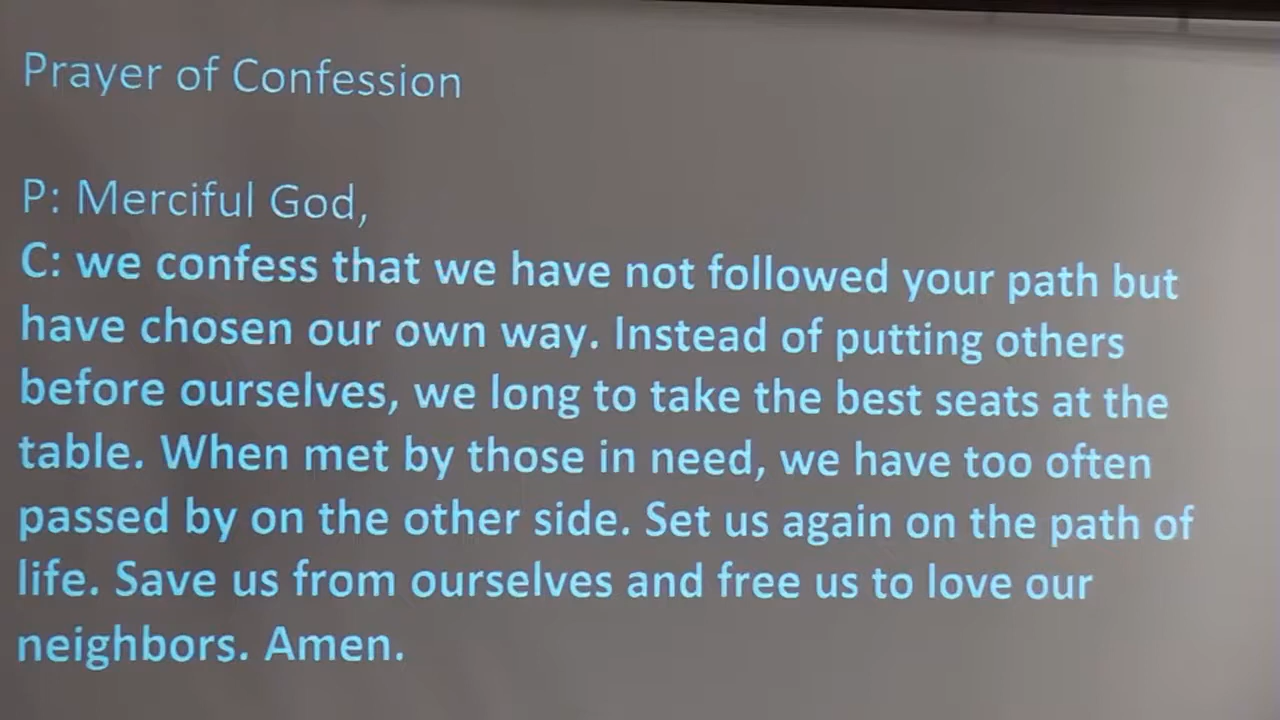 Prayer of Confession
P: Merciful God,
C: we confess that we have not followed your path but
have chosen our own way. Instead of putting others
before ourselves, we long to take the best seats at the
table. When met by those in need, we have too often
passed by on the other side. Set us again on the path of
life. Save us from ourselves and free us to love our
neighbors. Amen.